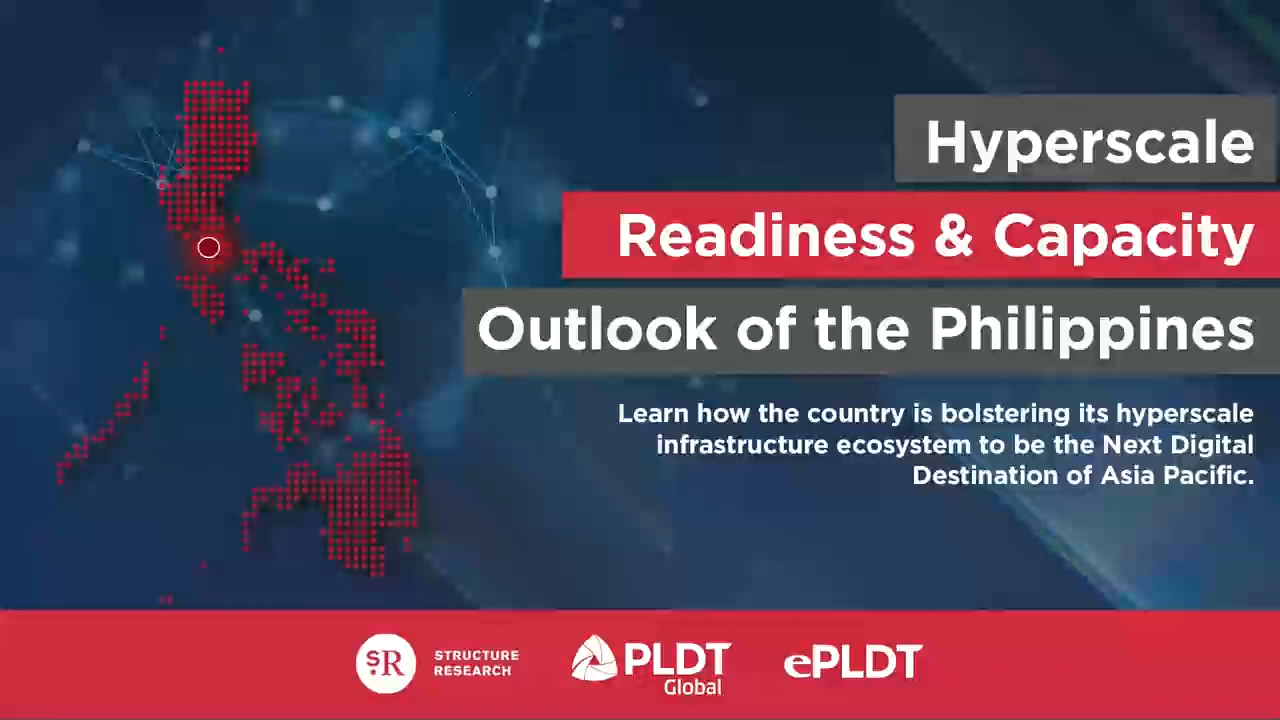 Hyperscale
Readiness & Capacity
Outlook of the Philippines
Learn how the country is bolstering its hyperscale
infrastructure ecosystem to be the Next Digital
Destination of Asia Pacific.
SR
STRUCTURE
RESEARCH
PLDT
Global
ePLDT